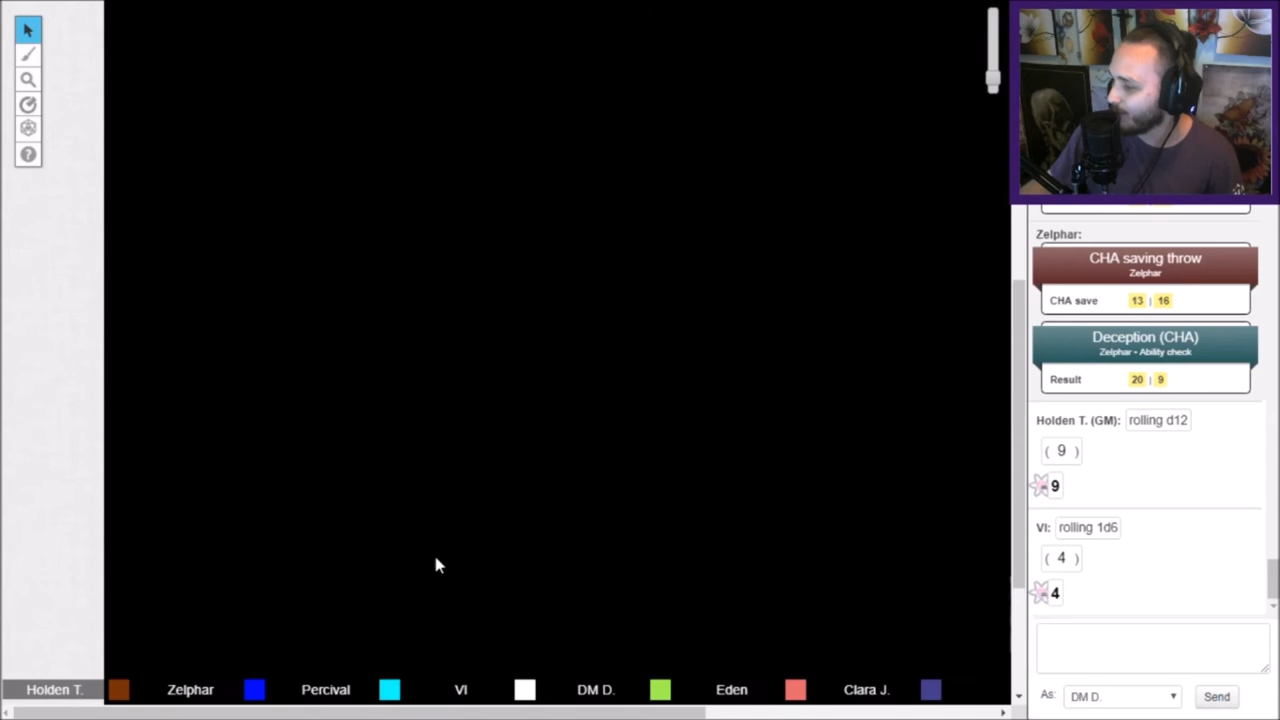 Zelphar:
CHA saving throw
Zelphar
CHA save 13 | 16
Deception (CHA)
Zelphar • Ability check
Result 20 | 9
Holden T. (GM): rolling d12
( 9 )
9
VI: rolling 1d6
( 4 )
4
Holden T. Zelphar Percival VI DM D. Eden Clara J.
As: DM D. Send